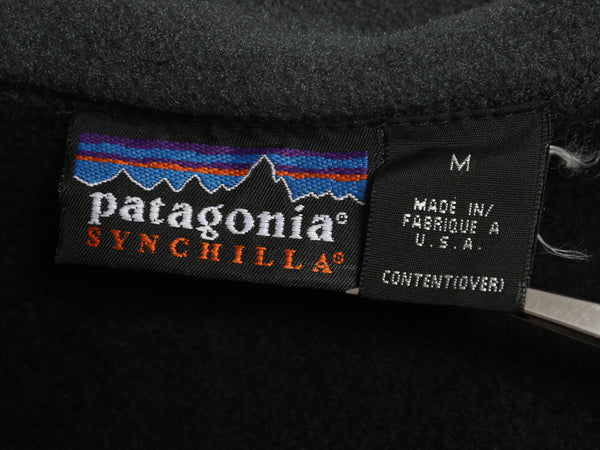 patagonia®
SYNCHILLA®
M
MADE IN/
FABRIQUE A
U.S.A.
CONTENT(OVER)